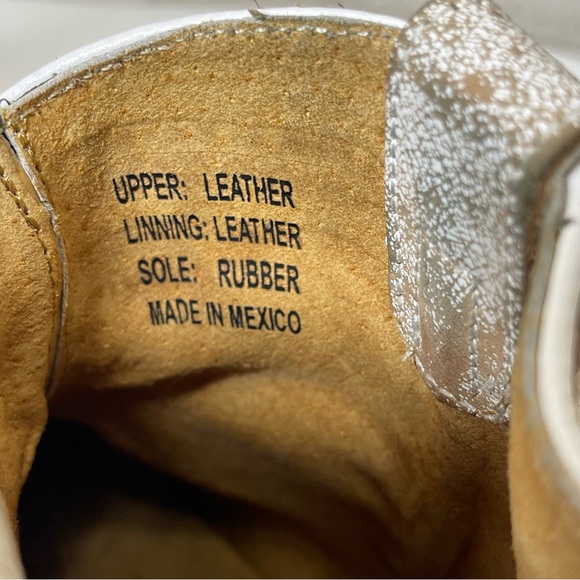 UPPER: LEATHER
LINNING: LEATHER
SOLE: RUBBER
MADE IN MEXICO